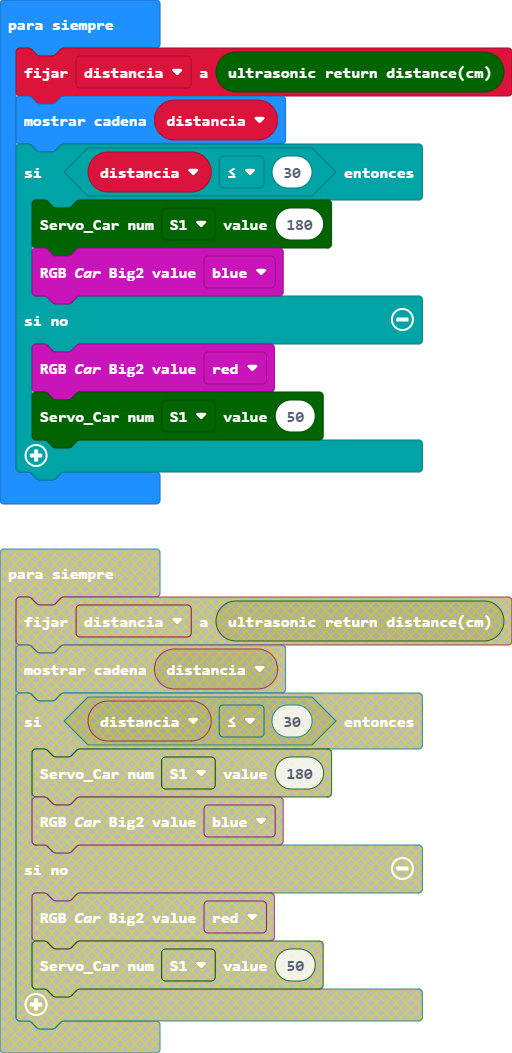 para siempre
fijar distancia a ultrasonic return distance(cm)
mostrar cadena distancia
si distancia ≤ 30 entonces
Servo_Car num S1 value 180
RGB Car Big2 value blue
si no
RGB Car Big2 value red
Servo_Car num S1 value 50
para siempre
fijar distancia a ultrasonic return distance(cm)
mostrar cadena distancia
si distancia ≤ 30 entonces
Servo_Car num S1 value 180
RGB Car Big2 value blue
si no
RGB Car Big2 value red
Servo_Car num S1 value 50